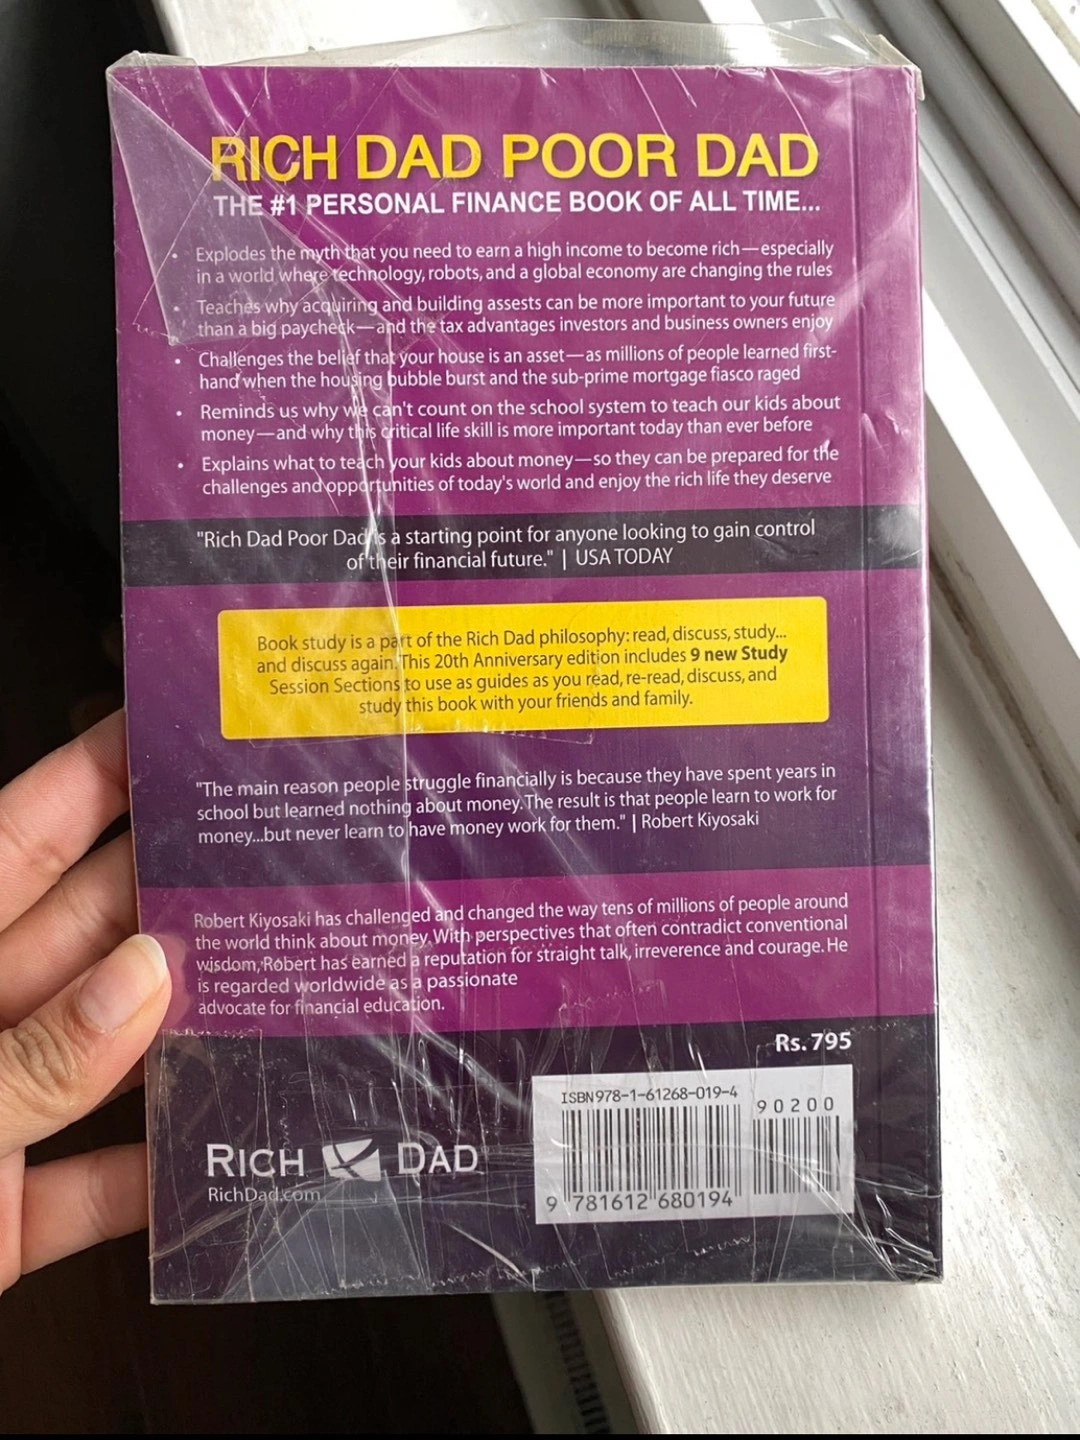 RICH DAD POOR DAD
THE #1 PERSONAL FINANCE BOOK OF ALL TIME...
• Explodes the myth that you need to earn a high income to become rich—especially
in a world where technology, robots, and a global economy are changing the rules
• Teaches why acquiring and building assests can be more important to your future
than a big paycheck—and the tax advantages investors and business owners enjoy
• Challenges the belief that your house is an asset—as millions of people learned first-
hand when the housing bubble burst and the sub-prime mortgage fiasco raged
• Reminds us why we can't count on the school system to teach our kids about
money—and why this critical life skill is more important today than ever before
• Explains what to teach your kids about money—so they can be prepared for the
challenges and opportunities of today's world and enjoy the rich life they deserve
"Rich Dad Poor Dad is a starting point for anyone looking to gain control
of their financial future." | USA TODAY
Book study is a part of the Rich Dad philosophy: read, discuss, study...
and discuss again. This 20th Anniversary edition includes 9 new Study
Session Sections to use as guides as you read, re-read, discuss, and
study this book with your friends and family.
"The main reason people struggle financially is because they have spent years in
school but learned nothing about money. The result is that people learn to work for
money...but never learn to have money work for them." | Robert Kiyosaki
Robert Kiyosaki has challenged and changed the way tens of millions of people around
the world think about money. With perspectives that often contradict conventional
wisdom, Robert has earned a reputation for straight talk, irreverence and courage. He
is regarded worldwide as a passionate
advocate for financial education.
Rs. 795
ISBN 978-1-61268-019-4
90200
9 781612 680194
RICH DAD
RichDad.com